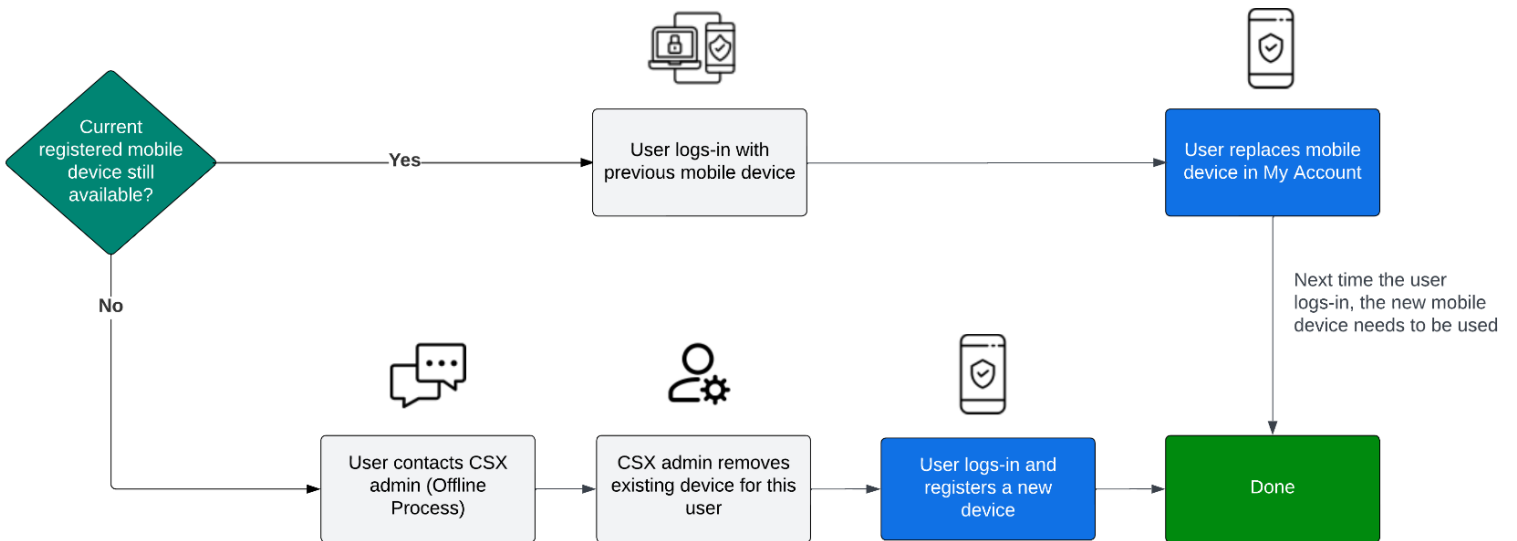 Current
registered mobile
device still
available?
Yes
User logs-in with
previous mobile device
User replaces mobile
device in My Account
Next time the user
logs-in, the new mobile
device needs to be used
No
User contacts CSX
admin (Offline
Process)
CSX admin removes
existing device for this
user
User logs-in and
registers a new
device
Done